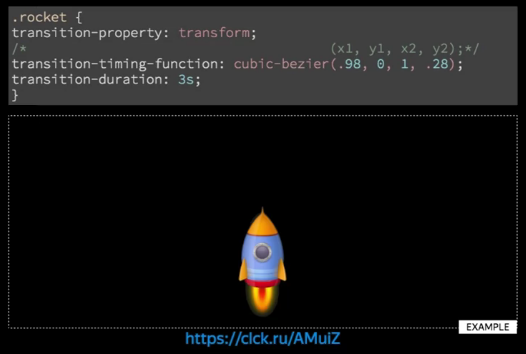 .rocket {
transition-property: transform;
/* (x1, y1, x2, y2);*/
transition-timing-function: cubic-bezier(.98, 0, 1, .28);
transition-duration: 3s;
}
EXAMPLE
https://clck.ru/AMuiZ